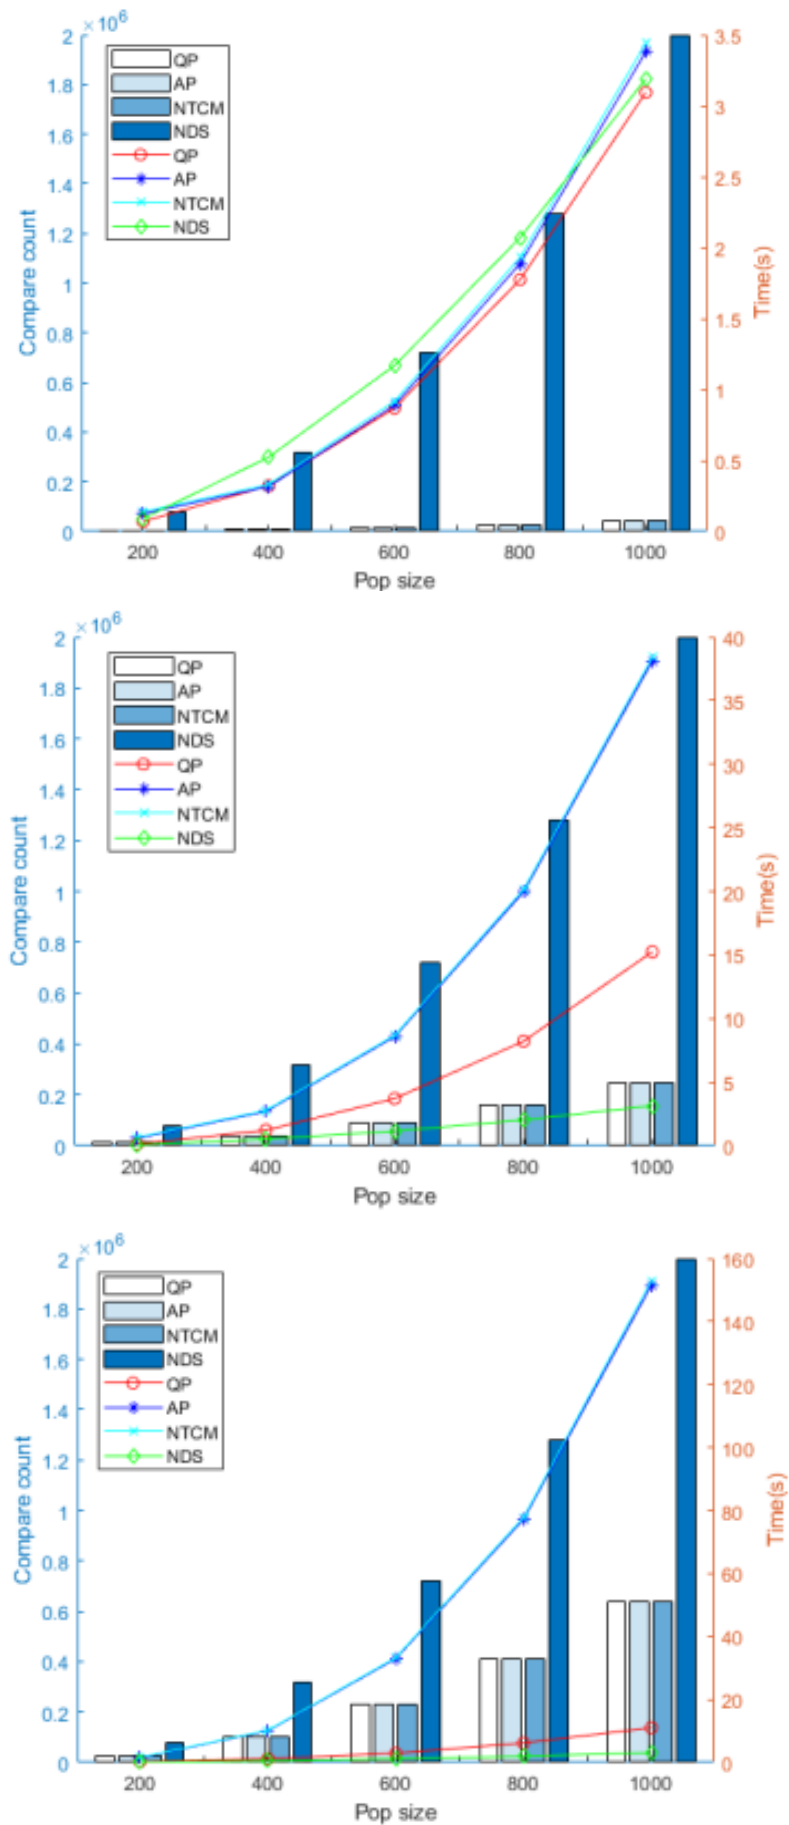 ×10⁶
2
1.8
1.6
1.4
1.2
1
0.8
0.6
0.4
0.2
0
Compare count
QP
AP
NTCM
NDS
QP
AP
NTCM
NDS
3.5
3
2.5
2
1.5
1
0.5
0
Time(s)
200 400 600 800 1000
Pop size
×10⁶
2
1.8
1.6
1.4
1.2
1
0.8
0.6
0.4
0.2
0
Compare count
QP
AP
NTCM
NDS
QP
AP
NTCM
NDS
40
35
30
25
20
15
10
5
0
Time(s)
200 400 600 800 1000
Pop size
×10⁶
2
1.8
1.6
1.4
1.2
1
0.8
0.6
0.4
0.2
0
Compare count
QP
AP
NTCM
NDS
QP
AP
NTCM
NDS
160
140
120
100
80
60
40
20
0
Time(s)
200 400 600 800 1000
Pop size